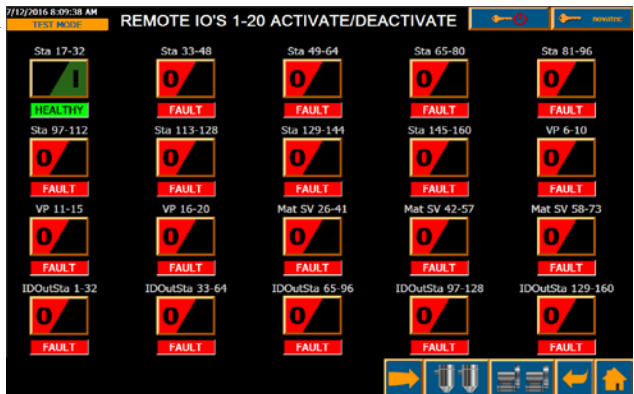 7/12/2016 8:09:38 AM
TEST MODE
REMOTE IO'S 1-20 ACTIVATE/DEACTIVATE
novatec
Sta 17-32 Sta 33-48 Sta 49-64 Sta 65-80 Sta 81-96
I 0 0 0 0
HEALTHY FAULT FAULT FAULT FAULT
Sta 97-112 Sta 113-128 Sta 129-144 Sta 145-160 VP 6-10
0 0 0 0 0
FAULT FAULT FAULT FAULT FAULT
VP 11-15 VP 16-20 Mat SV 26-41 Mat SV 42-57 Mat SV 58-73
0 0 0 0 0
FAULT FAULT FAULT FAULT FAULT
IDOutSta 1-32 IDOutSta 33-64 IDOutSta 65-96 IDOutSta 97-128 IDOutSta 129-160
0 0 0 0 0
FAULT FAULT FAULT FAULT FAULT